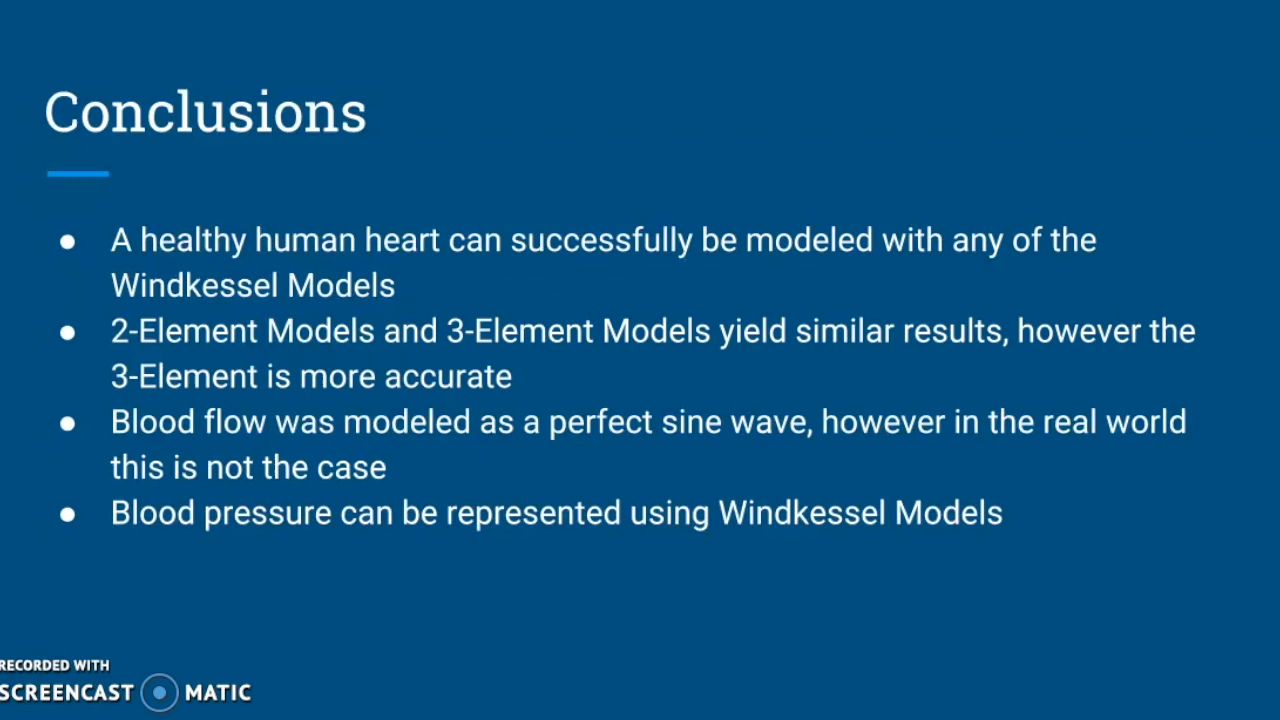 Conclusions
● A healthy human heart can successfully be modeled with any of the
Windkessel Models
● 2-Element Models and 3-Element Models yield similar results, however the
3-Element is more accurate
● Blood flow was modeled as a perfect sine wave, however in the real world
this is not the case
● Blood pressure can be represented using Windkessel Models
RECORDED WITH
SCREENCAST MATIC